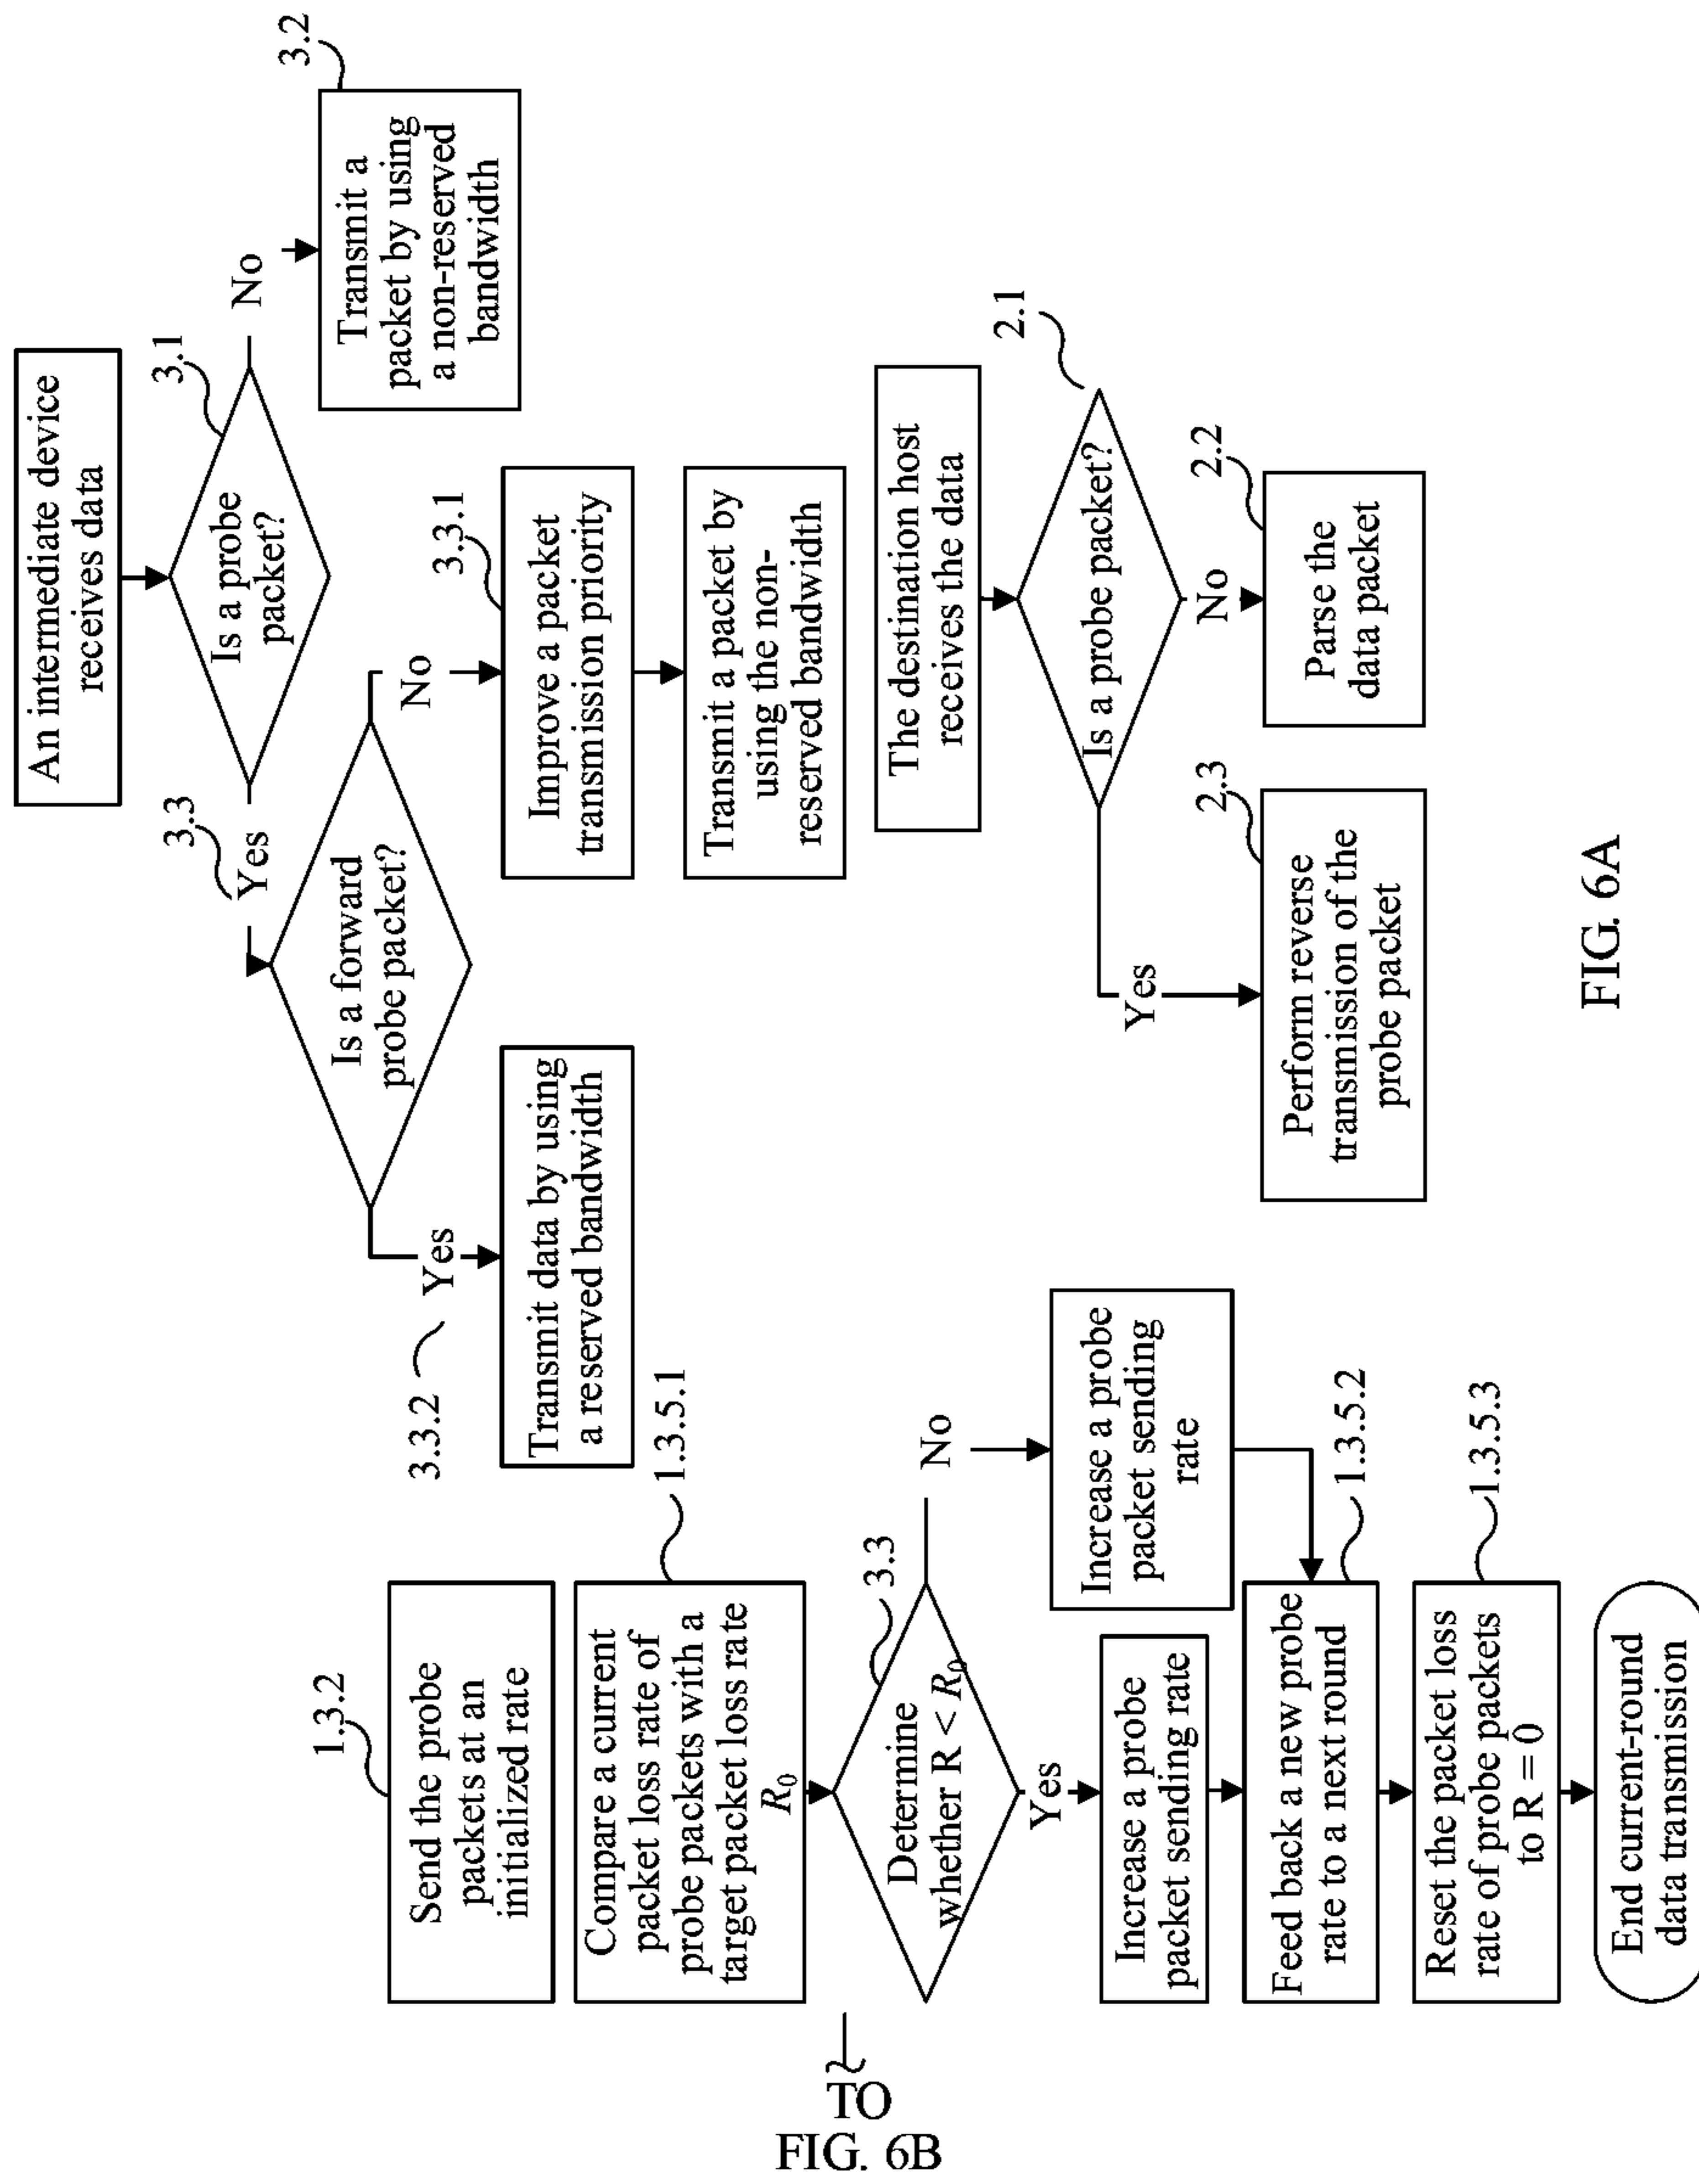 An intermediate device
receives data
3.1
Is a probe
packet?
No
3.2
Transmit a
packet by using
a non-reserved
bandwidth
3.3
Yes
Is a forward
probe packet?
No
3.3.1
Improve a packet
transmission priority
Transmit a packet by
using the non-
reserved bandwidth
3.3.2
Yes
Transmit data by using
a reserved bandwidth
The destination host
receives the data
2.1
Is a probe packet?
No
2.2
Parse the
data packet
Yes
2.3
Perform reverse
transmission of the
probe packet
1.3.2
Send the probe
packets at an
initialized rate
1.3.5.1
Compare a current
packet loss rate of
probe packets with a
target packet loss rate
R₀
3.3
Determine
whether R < R₀
No
Increase a probe
packet sending
rate
Yes
Increase a probe
packet sending rate
1.3.5.2
Feed back a new probe
rate to a next round
1.3.5.3
Reset the packet loss
rate of probe packets
to R = 0
End current-round
data transmission
TO
FIG. 6B
FIG. 6A